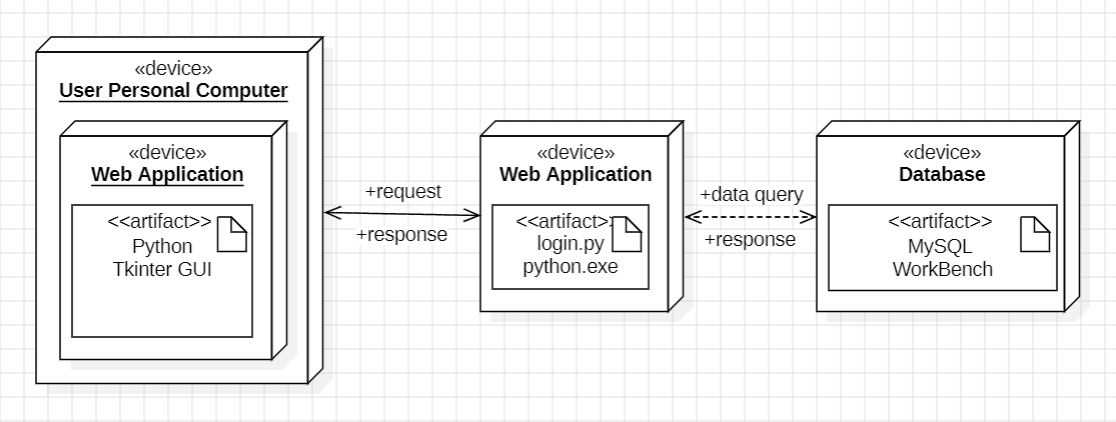 «device»
User Personal Computer
«device»
Web Application
<<artifact>>
Python
Tkinter GUI
+request
+response
«device»
Web Application
<<artifact>>
login.py
python.exe
+data query
+response
«device»
Database
<<artifact>>
MySQL
WorkBench